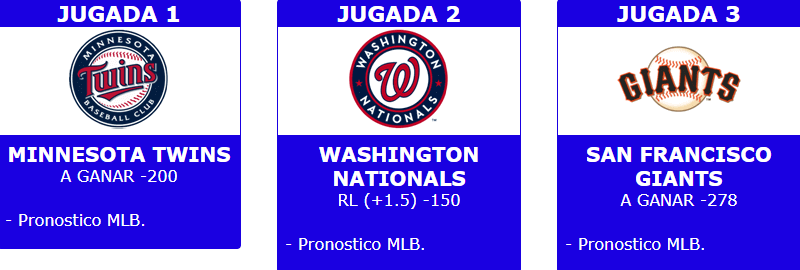 JUGADA 1
MINNESOTA
Twins
BASEBALL CLUB
MINNESOTA TWINS
A GANAR -200
- Pronostico MLB.
JUGADA 2
WASHINGTON
W
NATIONALS
WASHINGTON
NATIONALS
RL (+1.5) -150
- Pronostico MLB.
JUGADA 3
GIANTS
SAN FRANCISCO
GIANTS
A GANAR -278
- Pronostico MLB.